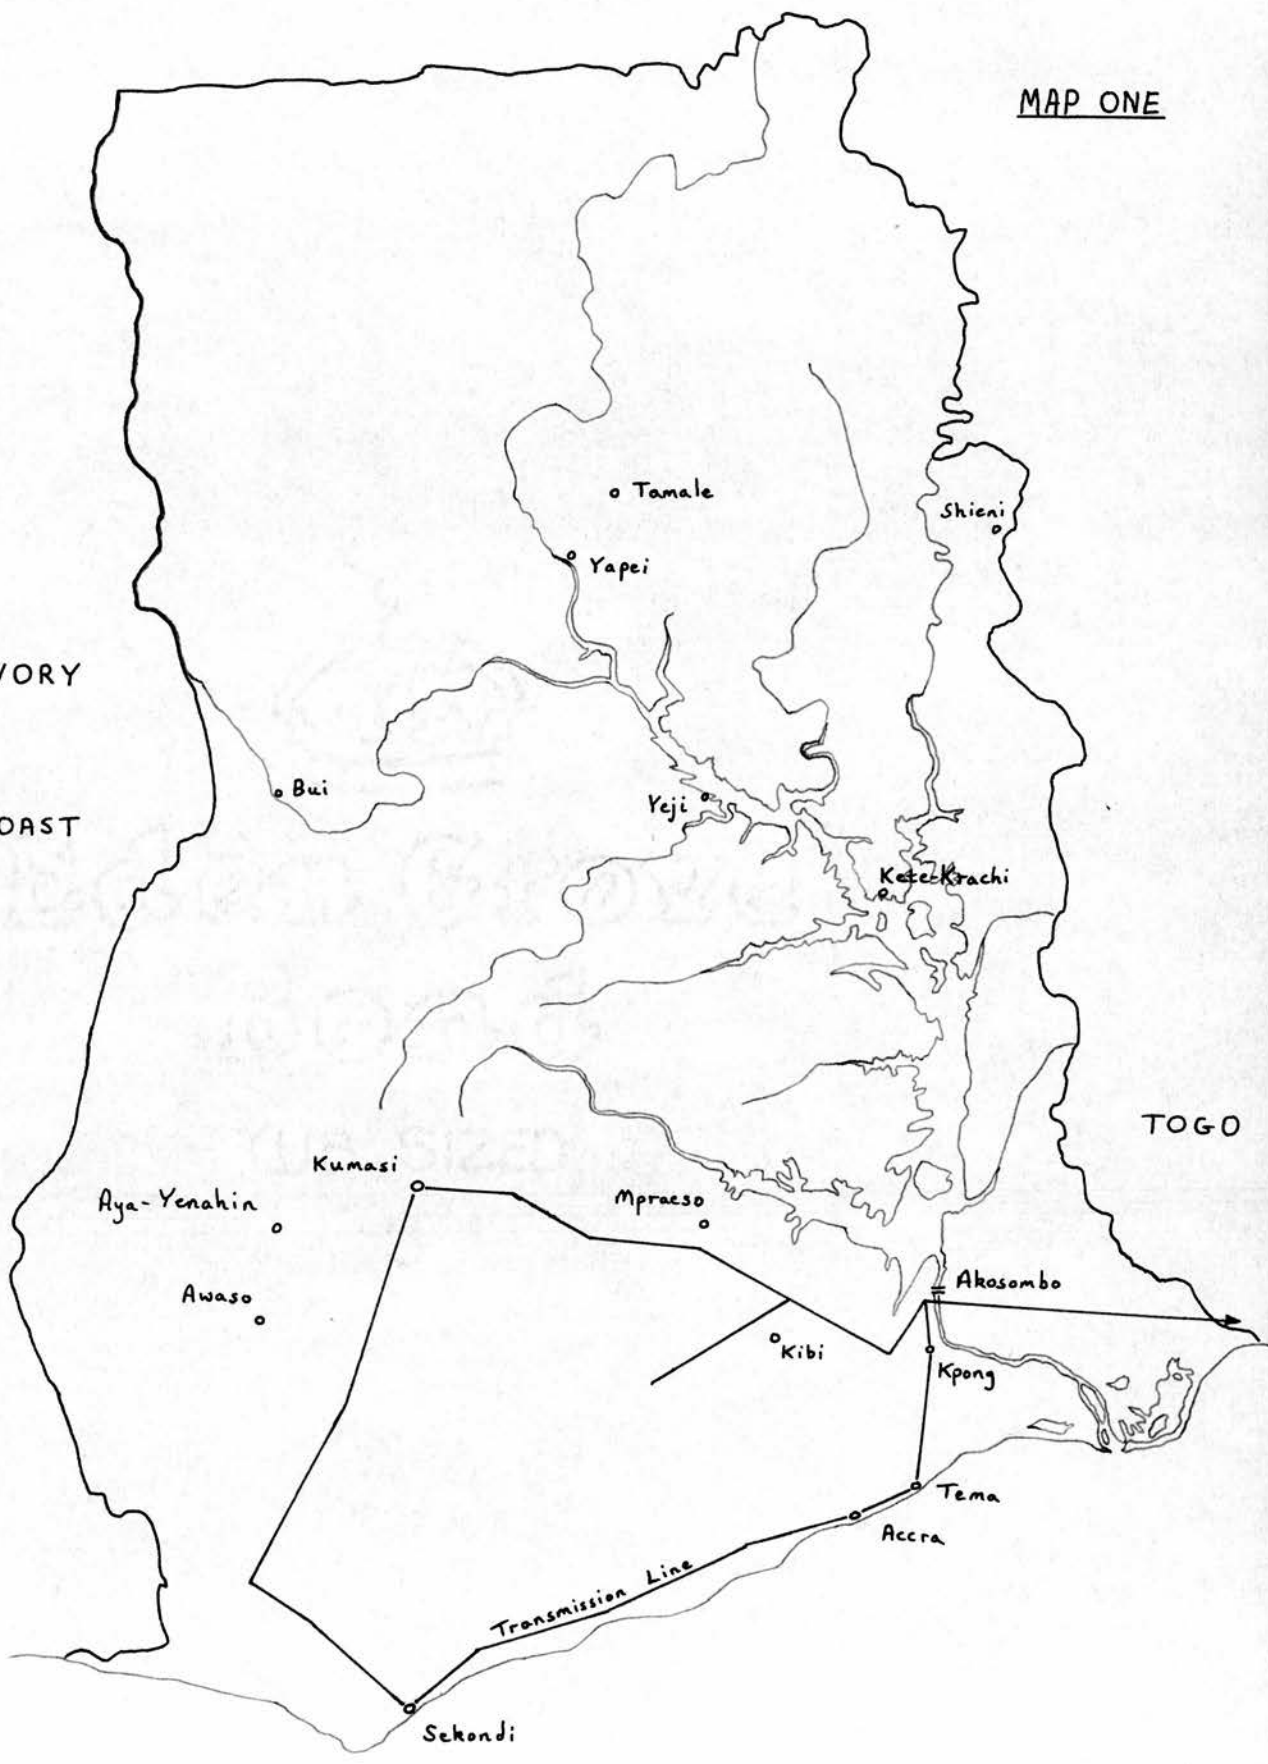 MAP ONE
Tamale
Shieni
Yapei
VORY
Bui
Yeji
OAST
Kete-Krachi
TOGO
Kumasi
Aya-Yenahin
Mpraeso
Awaso
Akosombo
Kibi
Kpong
Tema
Accra
Transmission Line
Sekondi